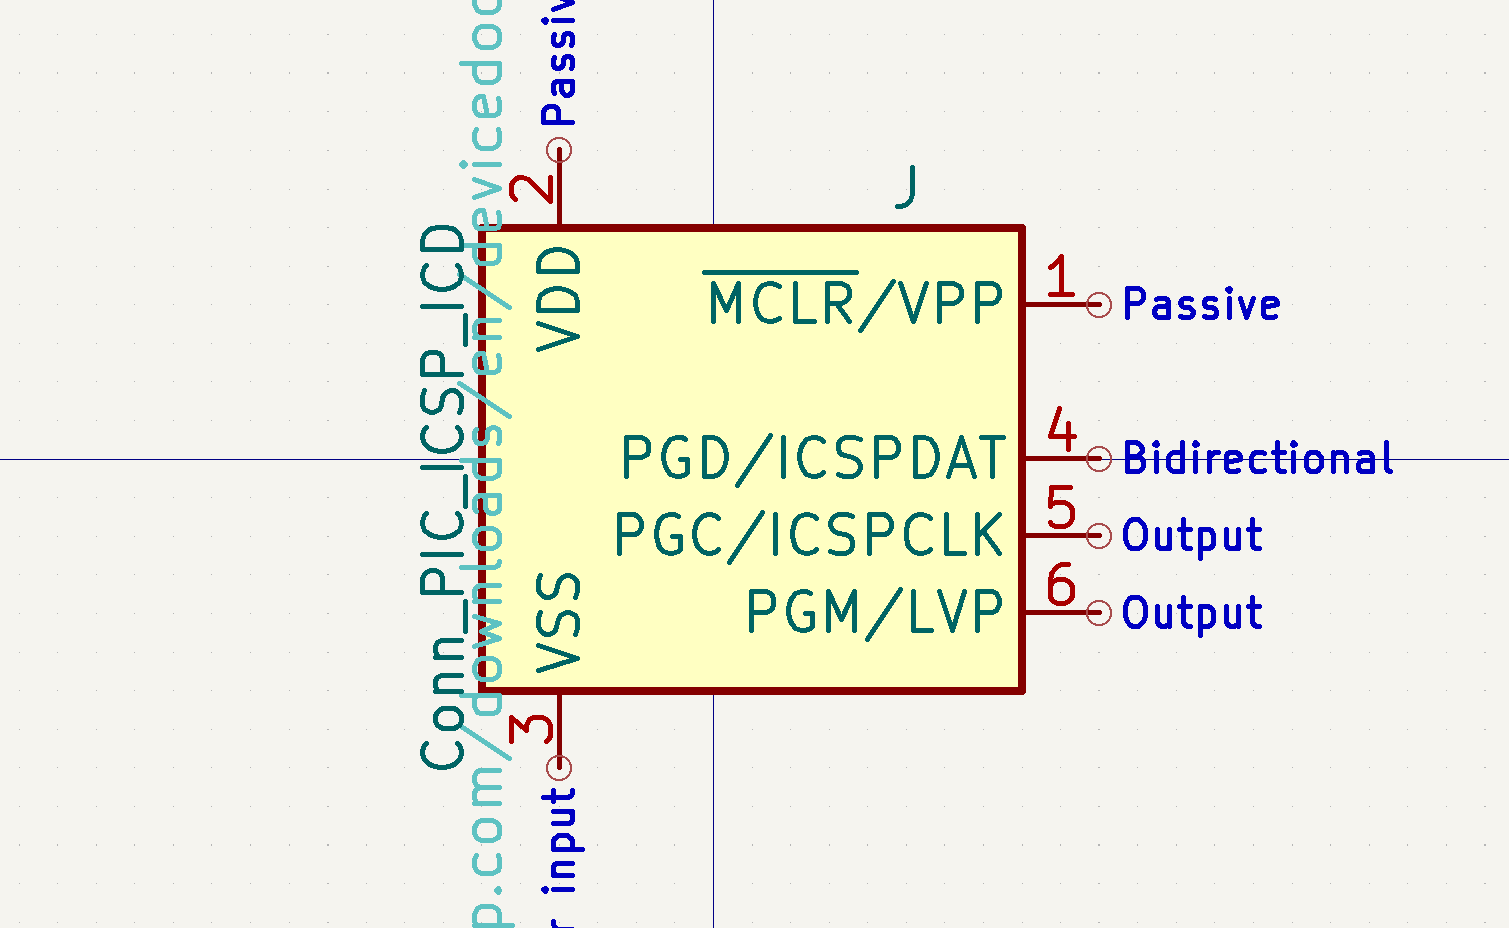 J
Conn_PIC_ICSP_ICD
p.com/downloads/en/devicedoc
Passiv
2
VDD
MCLR/VPP
1
Passive
PGD/ICSPDAT
4
Bidirectional
PGC/ICSPCLK
5
Output
PGM/LVP
6
Output
VSS
3
r input